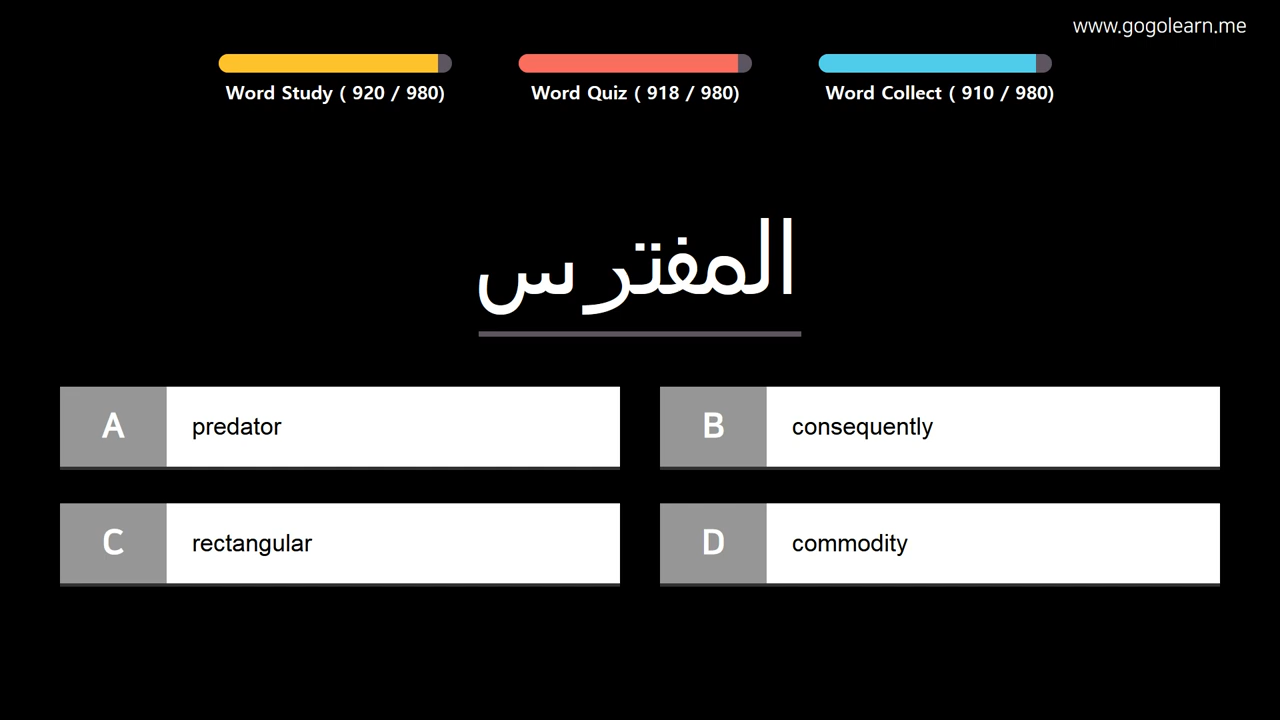 www.gogolearn.me
Word Study ( 920 / 980)
Word Quiz ( 918 / 980)
Word Collect ( 910 / 980)
المفترس
A predator
B consequently
C rectangular
D commodity